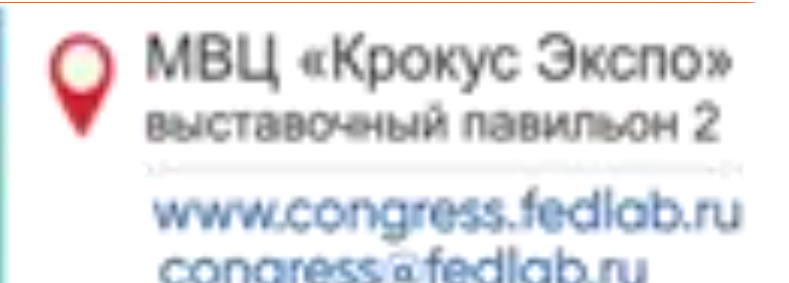 МВЦ «Крокус Экспо»
выставочный павильон 2
www.congress.fedlab.ru
congress@fedlab.ru